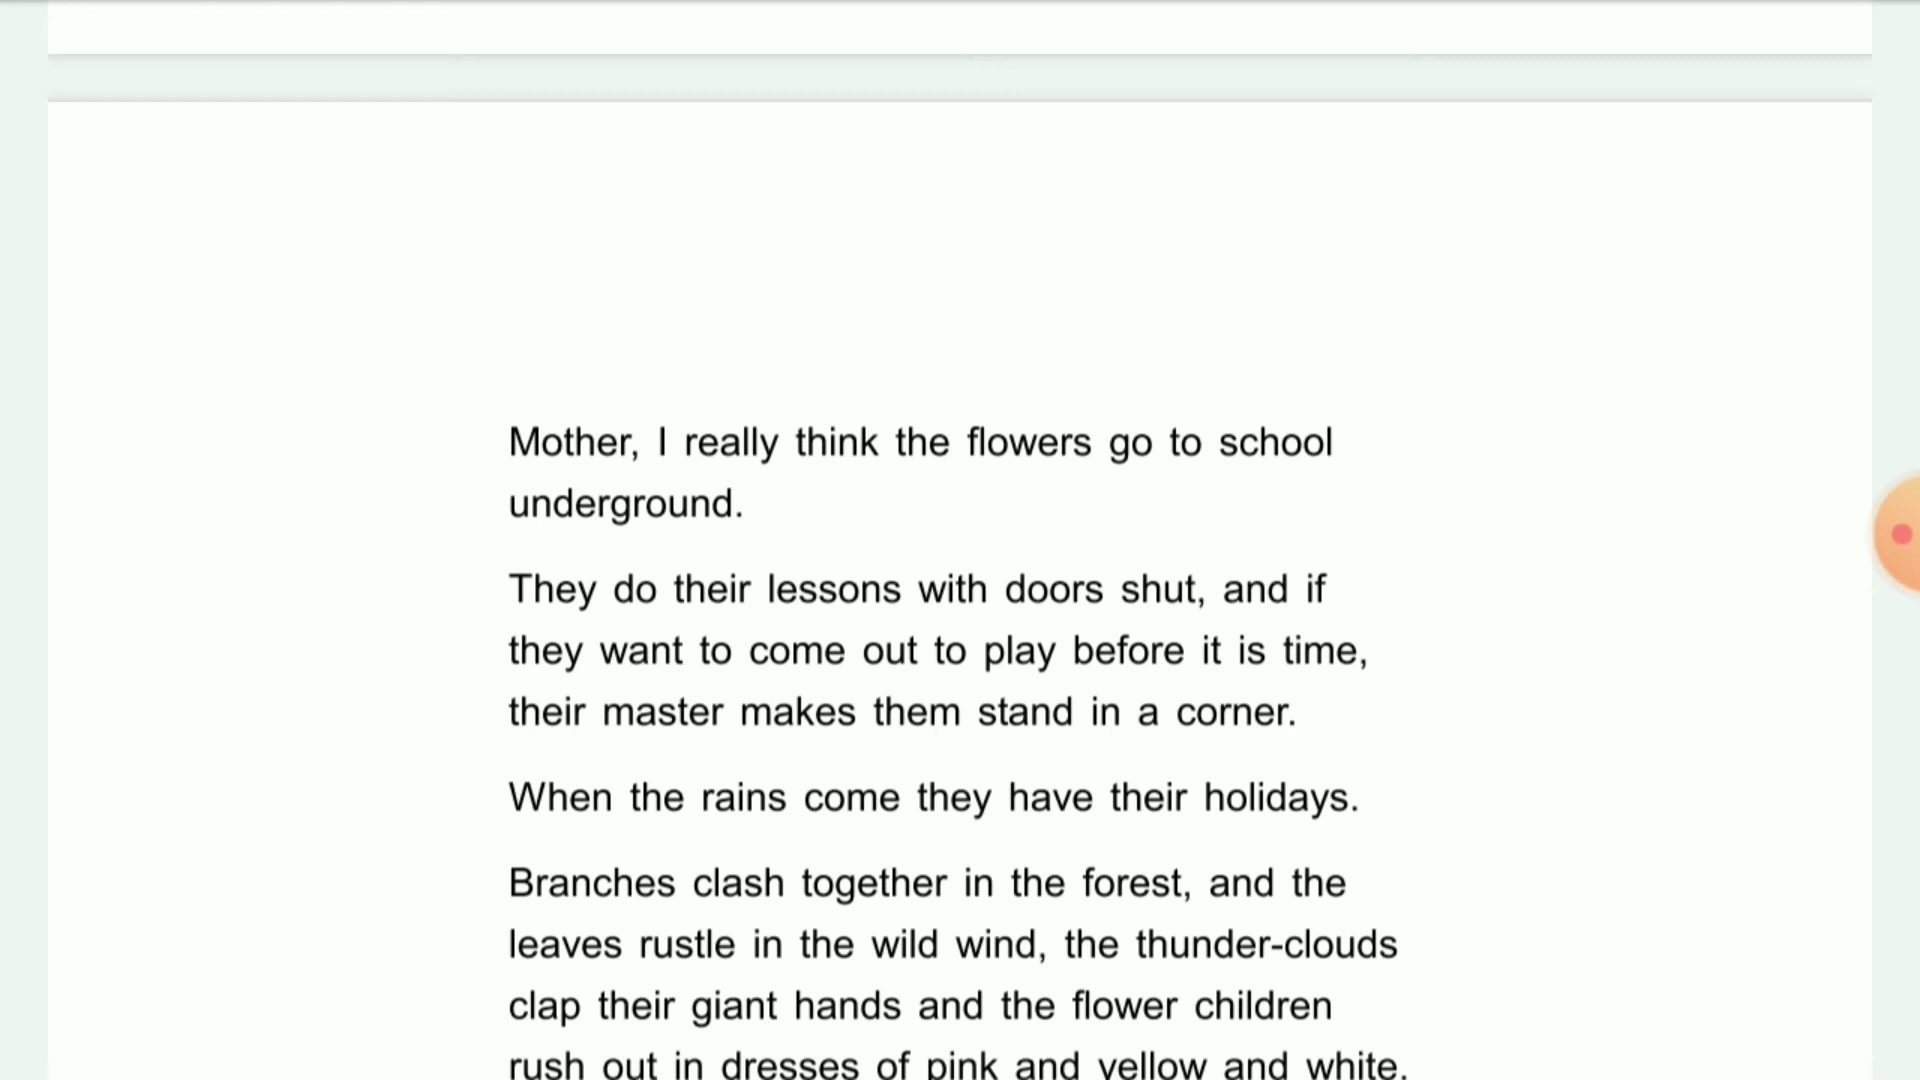 Mother, I really think the flowers go to school
underground.
They do their lessons with doors shut, and if
they want to come out to play before it is time,
their master makes them stand in a corner.
When the rains come they have their holidays.
Branches clash together in the forest, and the
leaves rustle in the wild wind, the thunder-clouds
clap their giant hands and the flower children
rush out in dresses of pink and yellow and white.